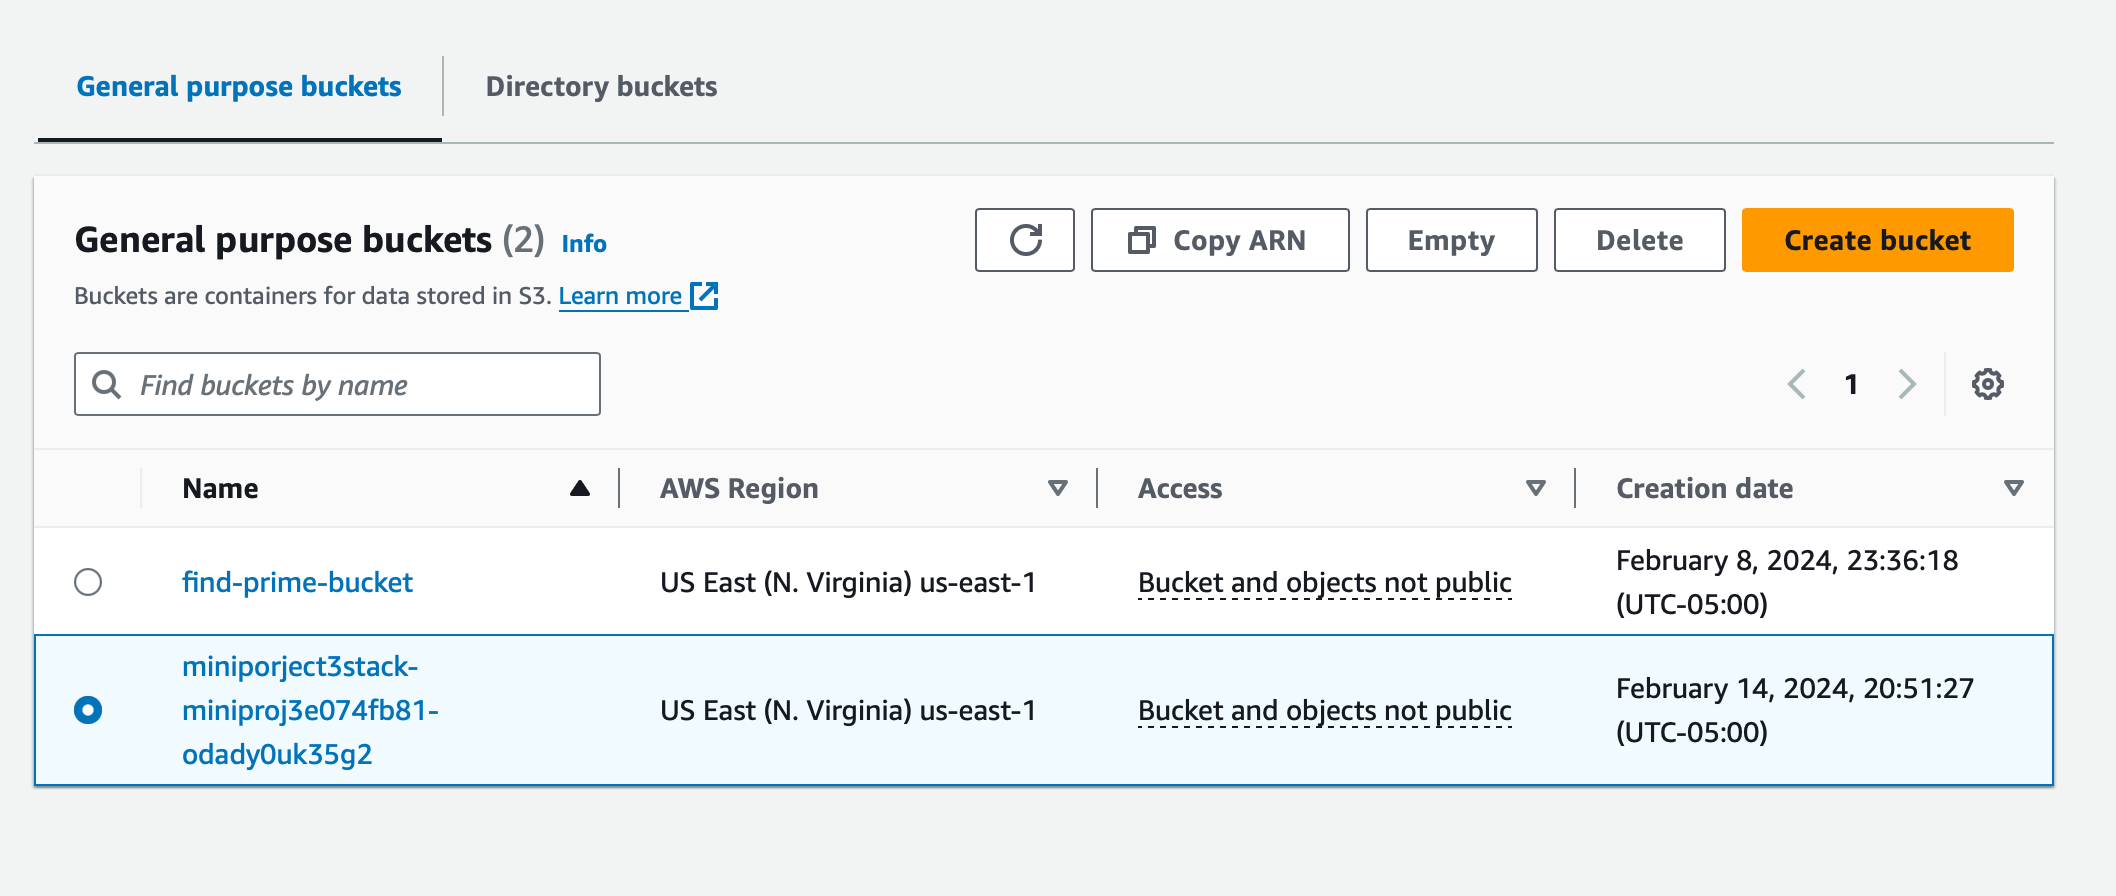 General purpose buckets
Directory buckets
General purpose buckets (2) Info
Copy ARN
Empty
Delete
Create bucket
Buckets are containers for data stored in S3. Learn more
Find buckets by name
1
Name
AWS Region
Access
Creation date
find-prime-bucket
US East (N. Virginia) us-east-1
Bucket and objects not public
February 8, 2024, 23:36:18
(UTC-05:00)
miniporject3stack-
miniproj3e074fb81-
odady0uk35g2
US East (N. Virginia) us-east-1
Bucket and objects not public
February 14, 2024, 20:51:27
(UTC-05:00)